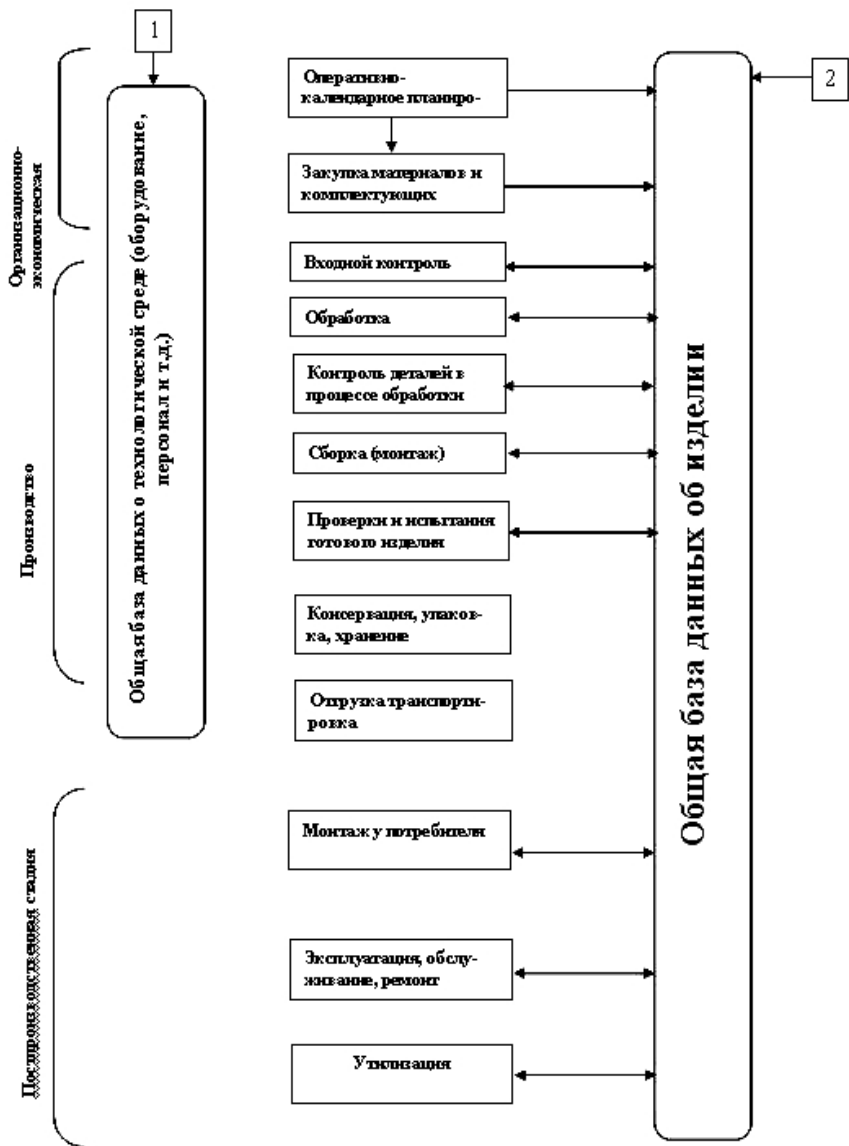 1
2
Оперативно-
календарное планиро-
Закупка материалов и
комплектующих
Входной контроль
Обработка
Контроль деталей в
процессе обработки
Сборка (монтаж)
Проверки и испытания
готового изделия
Консервация, упаков-
ка, хранение
Отгрузка транспорти-
ровка
Монтаж у потребителя
Эксплуатация, обслу-
живание, ремонт
Утилизация
Организационно-
экономическая
Производство
Постпроизводственная стадия
Общая база данных о технологической среде (оборудование,
персонал и т.д.)
Общая база данных об изделии